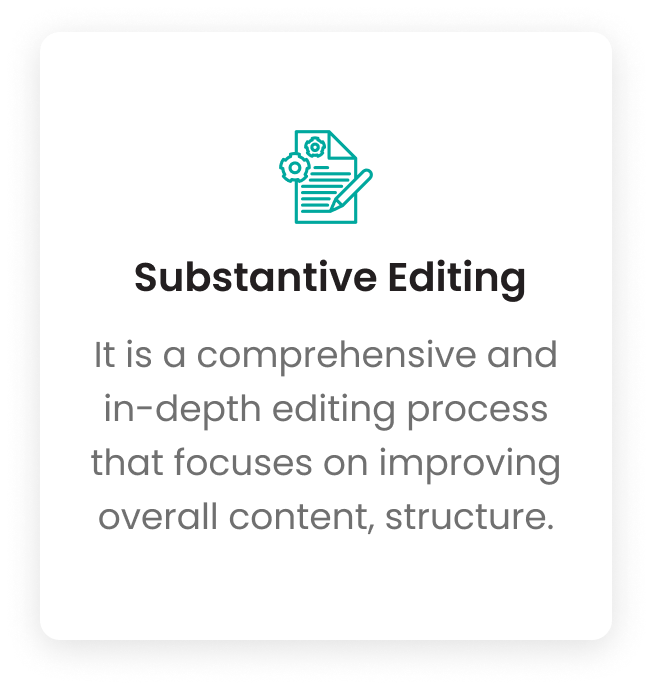 Substantive Editing
It is a comprehensive and
in-depth editing process
that focuses on improving
overall content, structure.